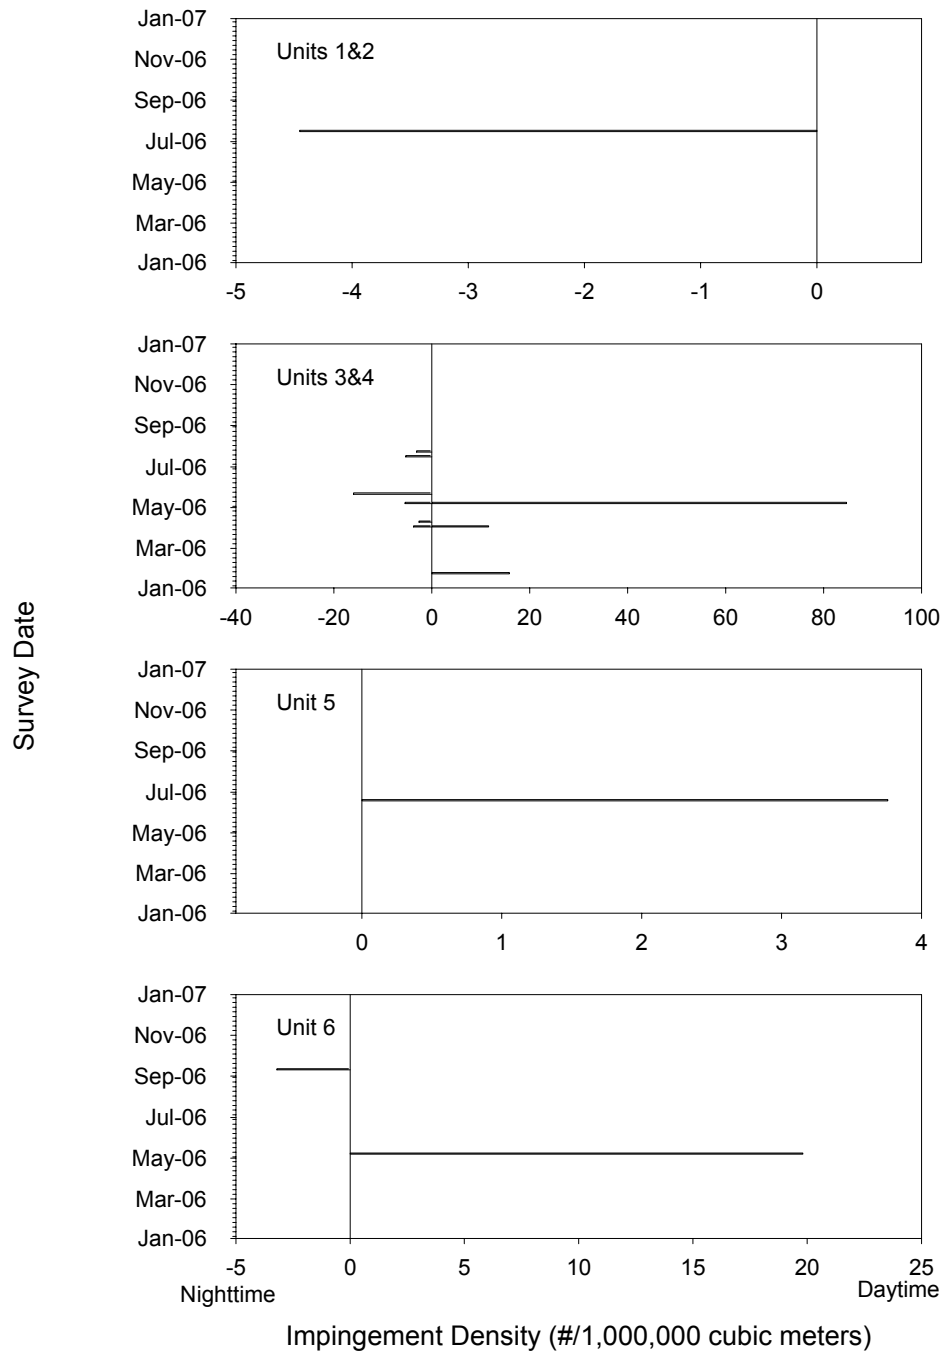 Jan-07
Nov-06
Sep-06
Jul-06
May-06
Mar-06
Jan-06
Units 1&2
-5 -4 -3 -2 -1 0
Jan-07
Nov-06
Sep-06
Jul-06
May-06
Mar-06
Jan-06
Units 3&4
-40 -20 0 20 40 60 80 100
Survey Date
Jan-07
Nov-06
Sep-06
Jul-06
May-06
Mar-06
Jan-06
Unit 5
0 1 2 3 4
Jan-07
Nov-06
Sep-06
Jul-06
May-06
Mar-06
Jan-06
Unit 6
-5 0 5 10 15 20 25
Nighttime Daytime
Impingement Density (#/1,000,000 cubic meters)